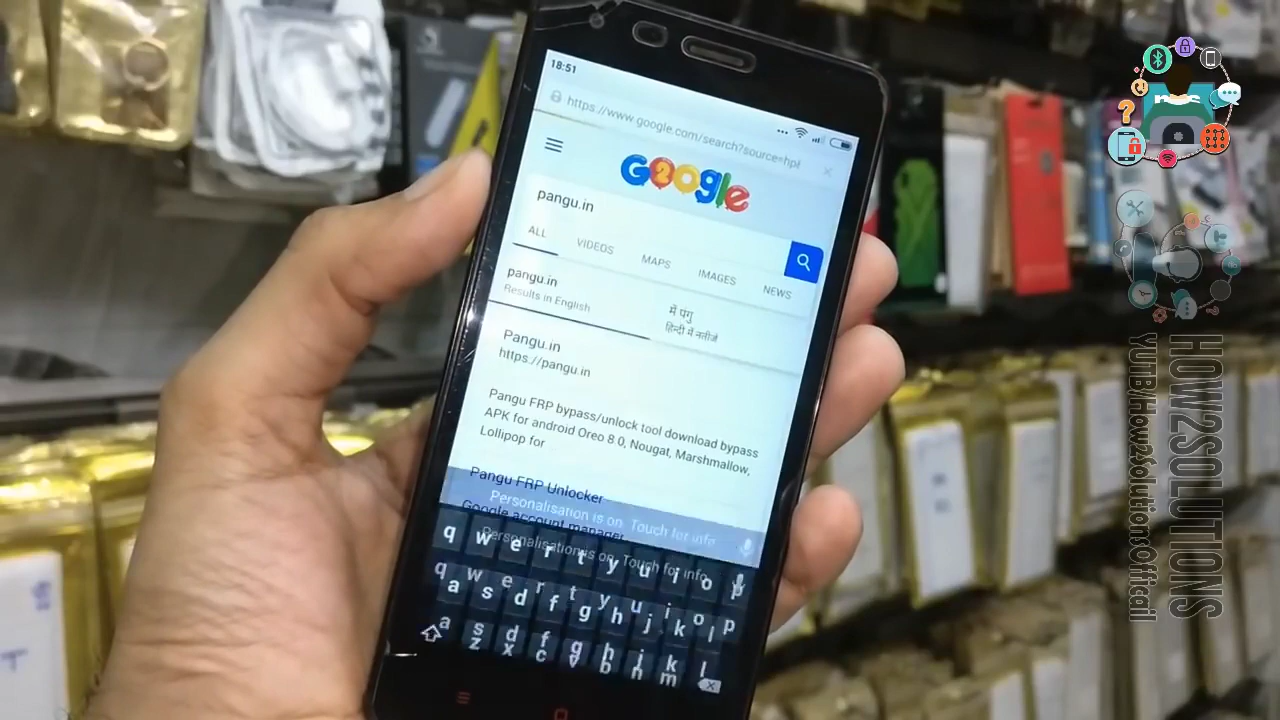 18:51
https://www.google.com/search?source=hpl
Google
pangu.in
ALL
VIDEOS
MAPS
IMAGES
NEWS
pangu.in
Results in English
में पंगु
हिन्दी में नतीजे
Pangu.in
https://pangu.in
Pangu FRP bypass/unlock tool download bypass
APK for android Oreo 8 0, Nougat, Marshmallow,
Lollipop for
Pangu FRP Unlocker
Google account manager
Personalisation is on Touch for info
Personalisation is on Touch for info
q w e r t y u i o p
q w e r t y u i o p
a s d f g h j k l
a s d f g h j k l
z x c v b n m
HOW2SOLUTIONS
YUTB/How2SolutionsOffcail